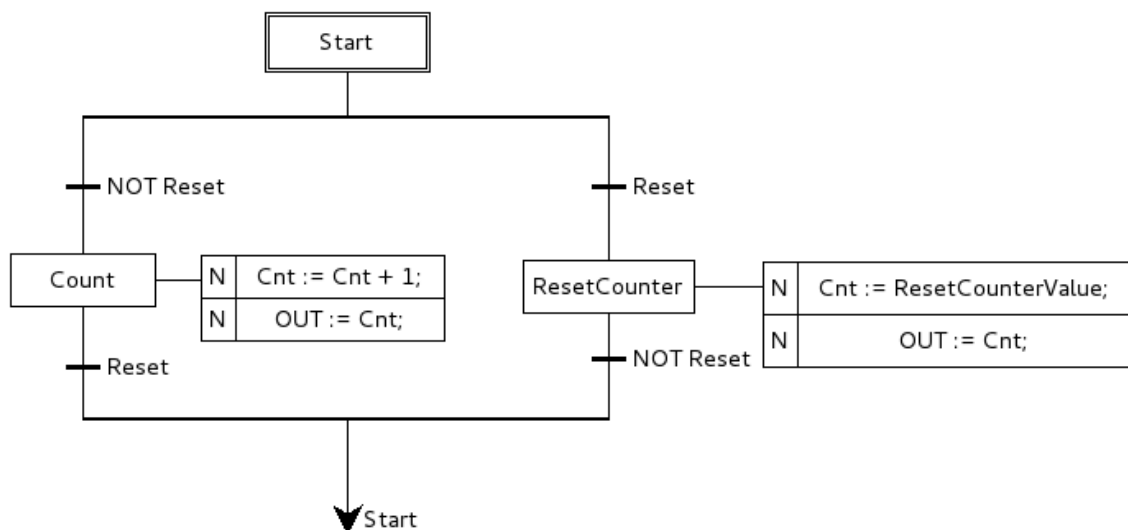 Start
NOT Reset
Reset
Count
N Cnt := Cnt + 1;
N OUT := Cnt;
ResetCounter
N Cnt := ResetCounterValue;
N OUT := Cnt;
Reset
NOT Reset
Start